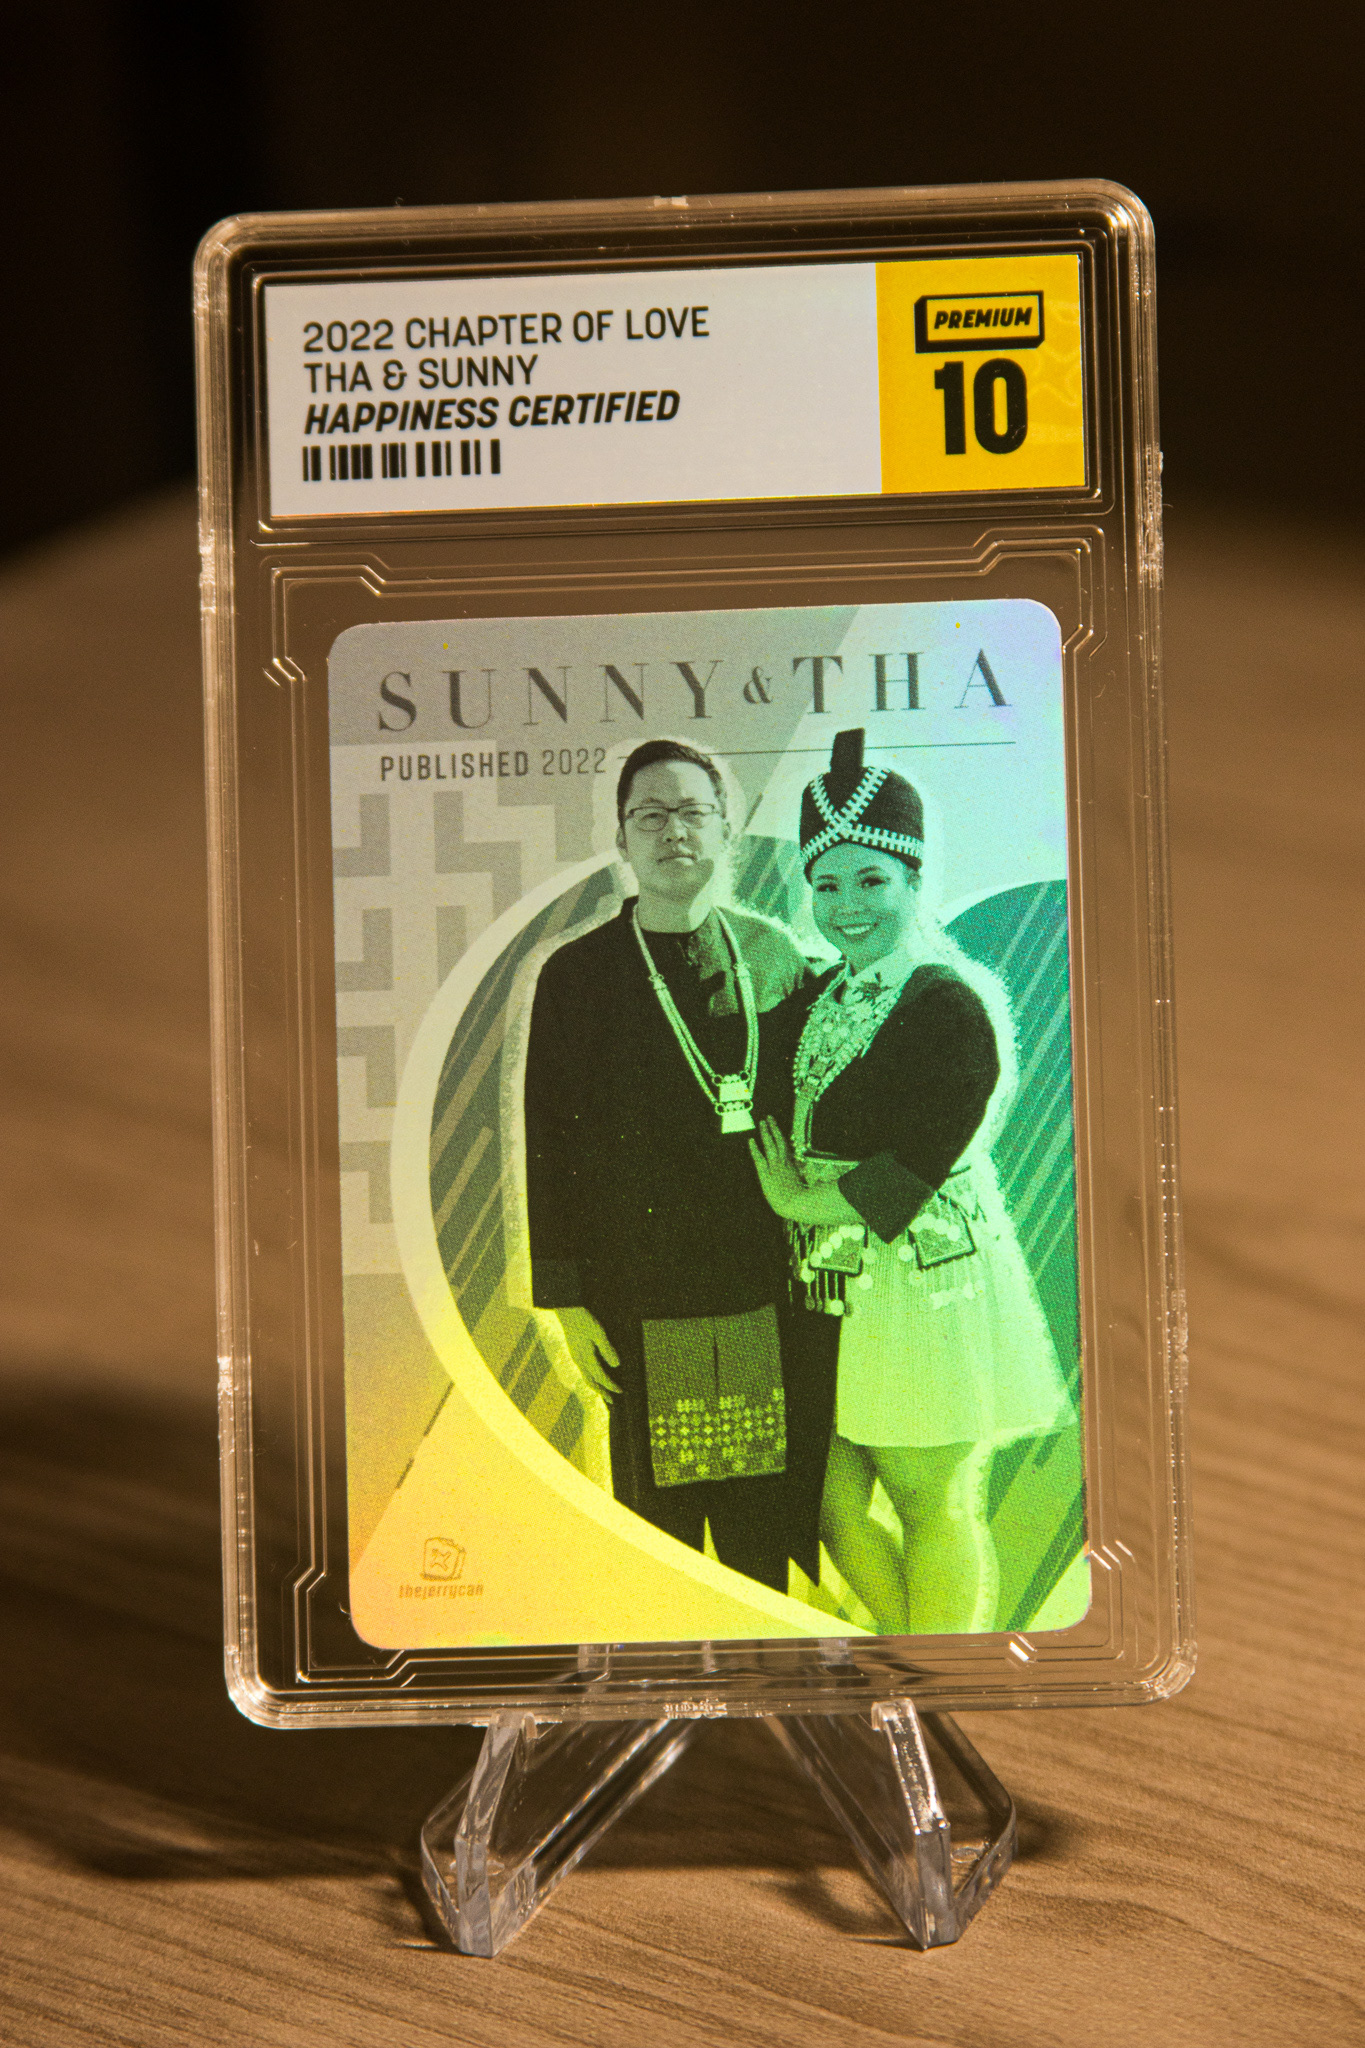 2022 CHAPTER OF LOVE
THA & SUNNY
HAPPINESS CERTIFIED
PREMIUM
10
SUNNY & THA
PUBLISHED 2022
thejerrycan